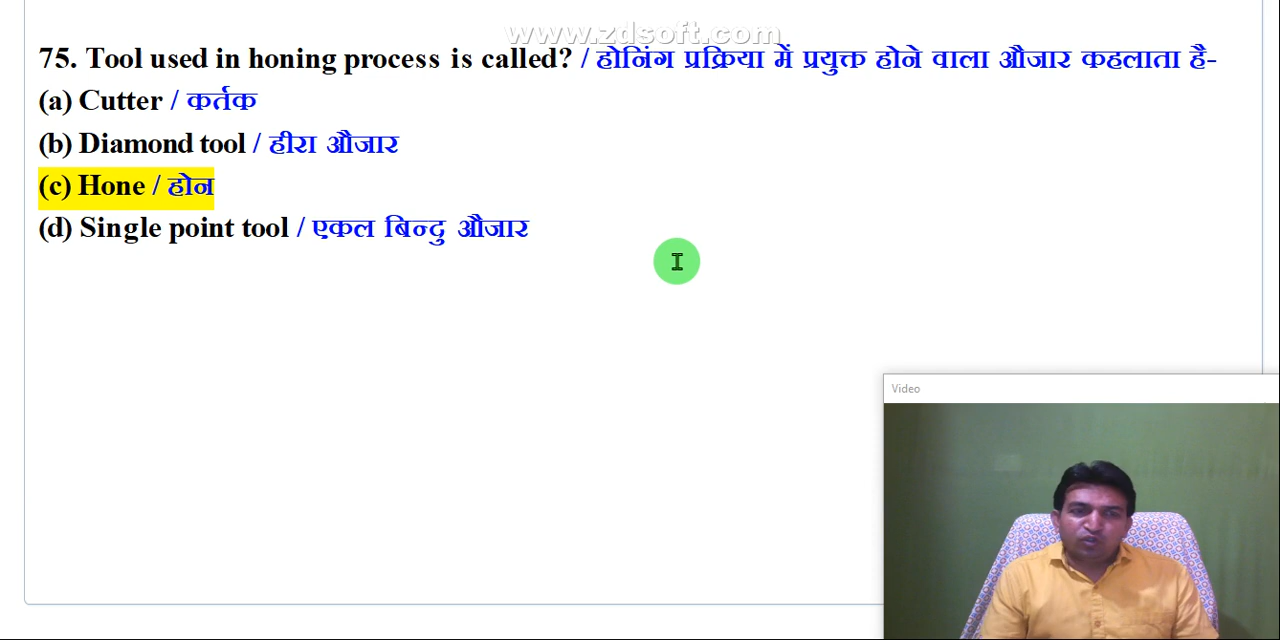 www.zdsoft.com
75. Tool used in honing process is called? / होनिंग प्रक्रिया में प्रयुक्त होने वाला औजार कहलाता है-
(a) Cutter / कर्तक
(b) Diamond tool / हीरा औजार
(c) Hone / होन
(d) Single point tool / एकल बिन्दु औजार
Video